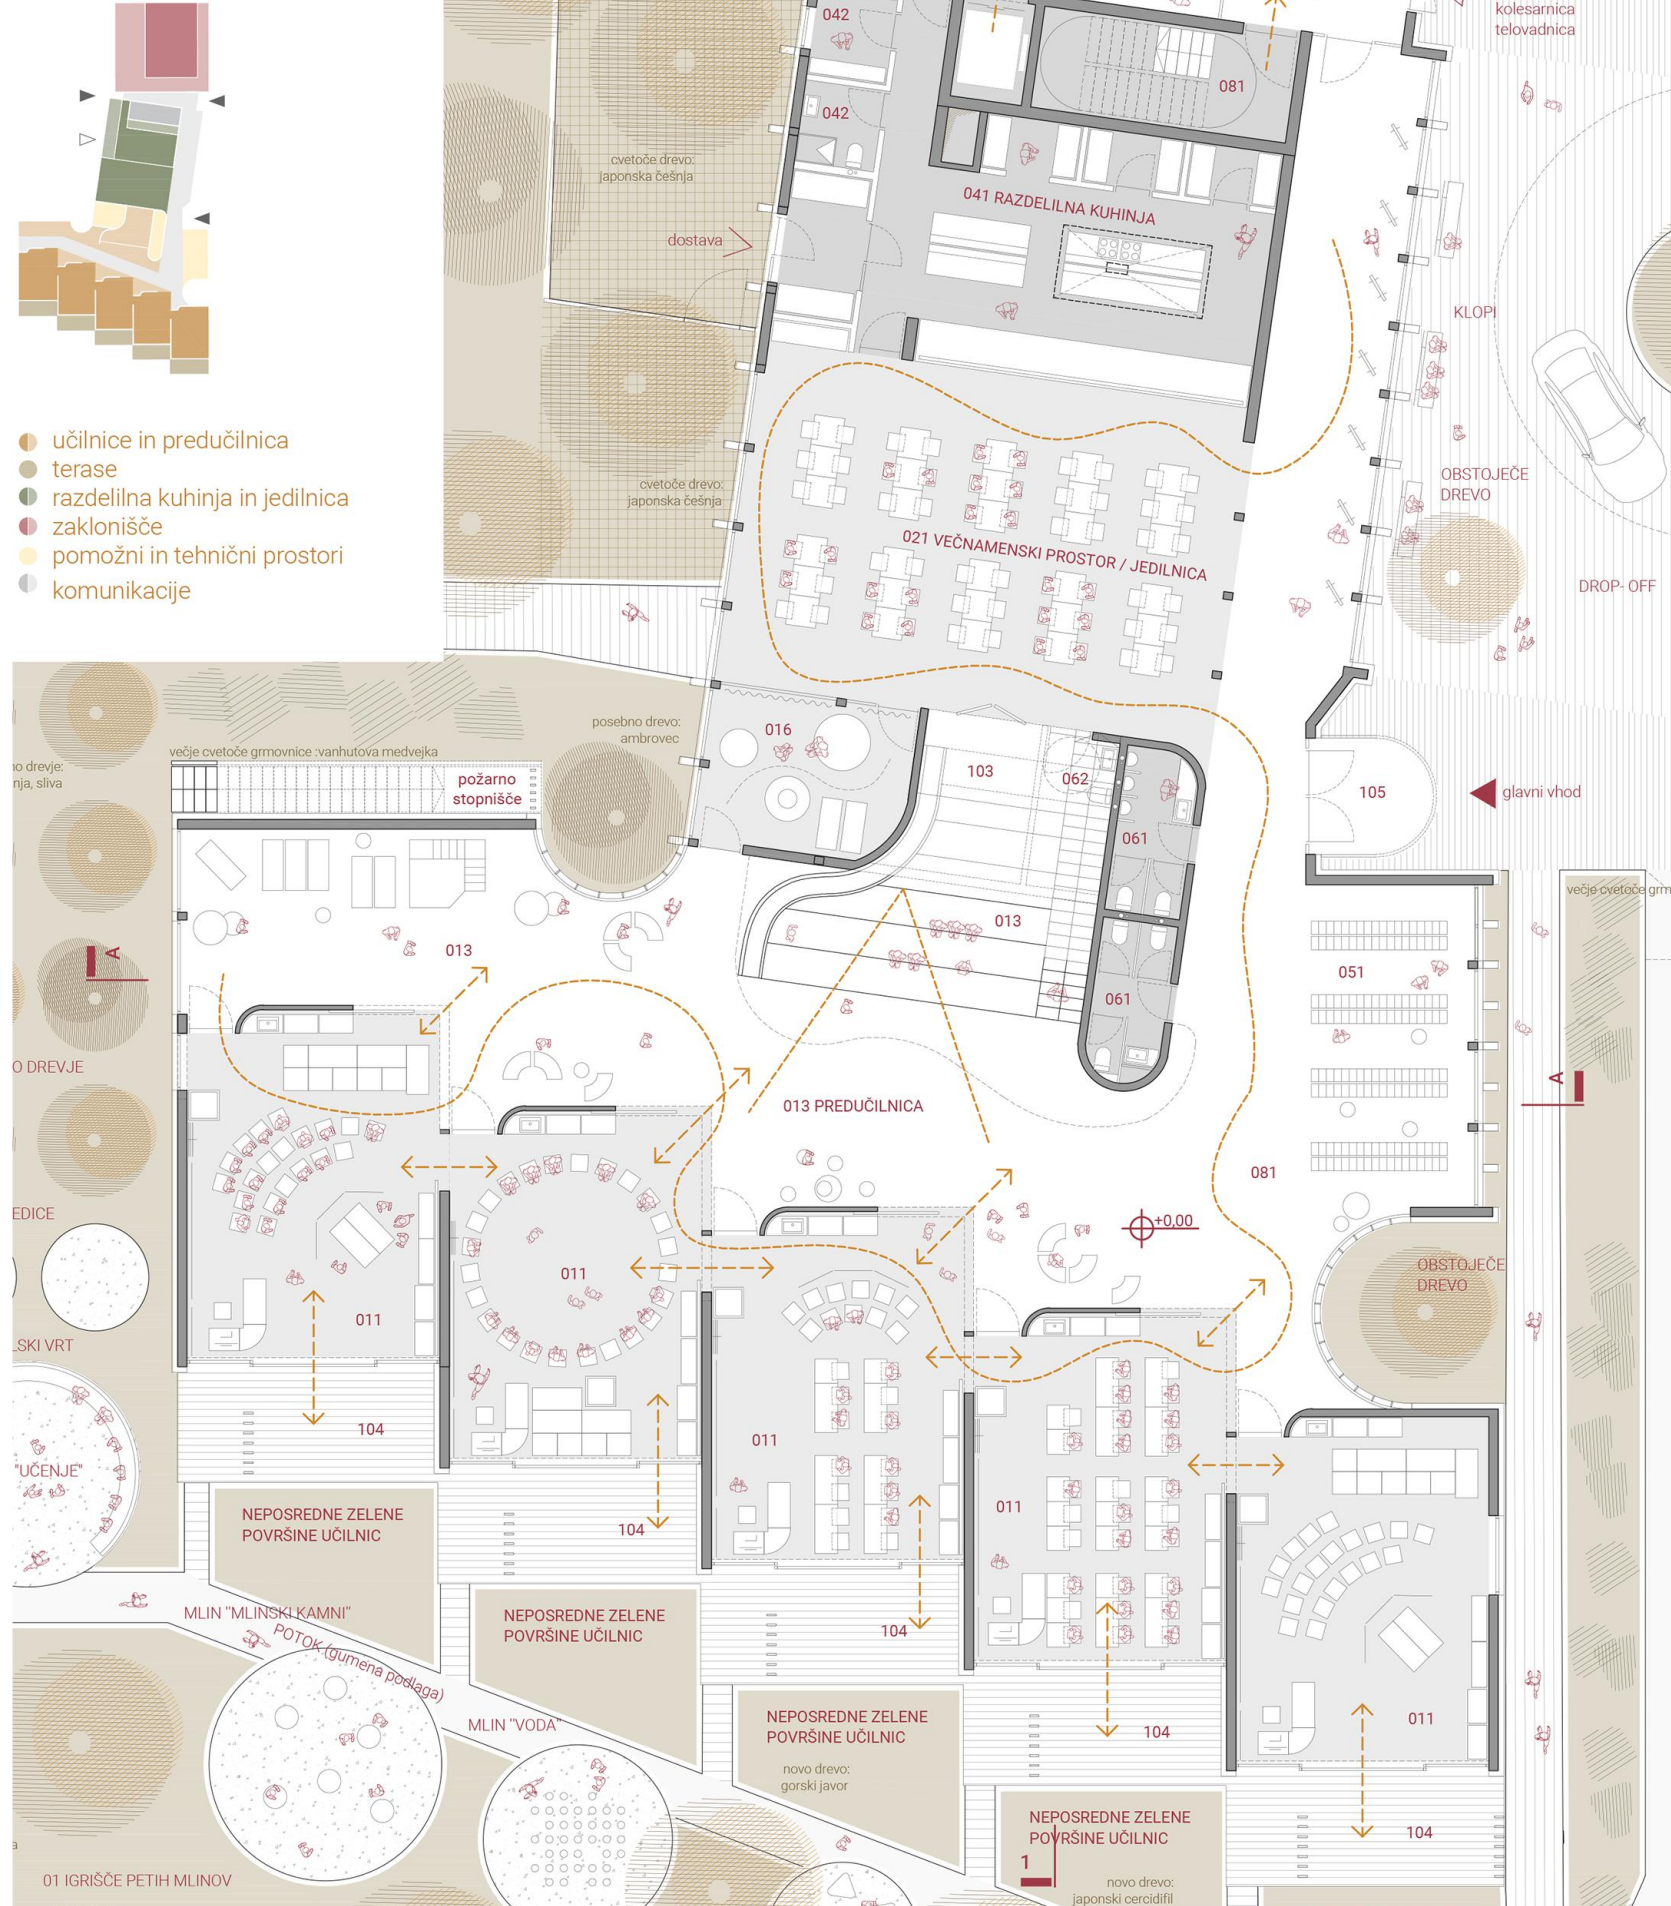 042
kolesarnica
telovadnica
081
042
cvetoče drevo:
japonska češnja
041 RAZDELILNA KUHINJA
dostava
KLOPI
učilnice in predučilnica
terase
razdelilna kuhinja in jedilnica
zaklonišče
pomožni in tehnični prostori
komunikacije
cvetoče drevo:
japonska češnja
OBSTOJEČE
DREVO
021 VEČNAMENSKI PROSTOR / JEDILNICA
DROP- OFF
posebno drevo:
ambrovec
016
večje cvetoče grmovnice :vanhutova medvejka
požarno
stopnišče
103
062
105
glavni vhod
061
večje cvetoče grm
013
013
A
051
061
A
013 PREDUČILNICA
081
+0,00
011
OBSTOJEČE
DREVO
011
104
011
"UČENJE"
NEPOSREDNE ZELENE
POVRŠINE UČILNIC
104
011
MLIN "MLINSKI KAMNI"
POTOK (gumena podlaga)
NEPOSREDNE ZELENE
POVRŠINE UČILNIC
104
MLIN "VODA"
NEPOSREDNE ZELENE
POVRŠINE UČILNIC
104
011
novo drevo:
gorski javor
NEPOSREDNE ZELENE
POVRŠINE UČILNIC
104
1
01 IGRIŠČE PETIH MLINOV
novo drevo:
japonski cercidifil